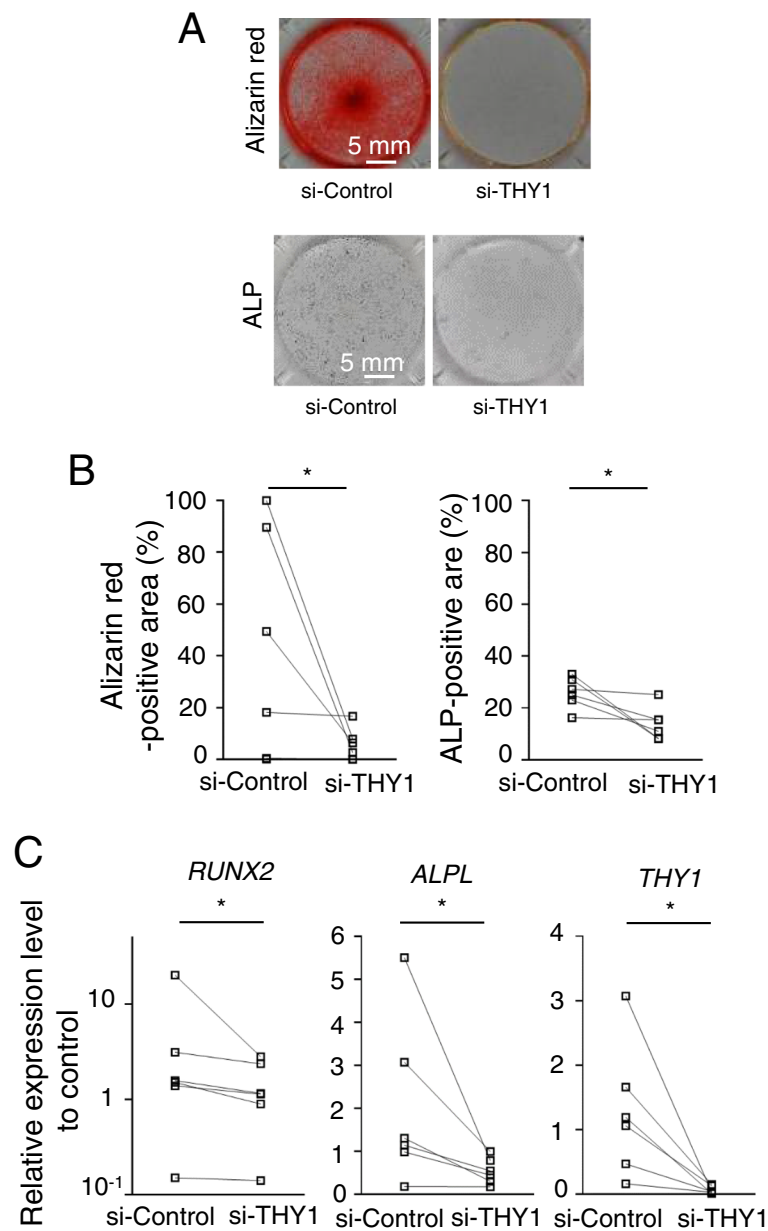 A
Alizarin red
5 mm
si-Control si-THY1
ALP
5 mm
si-Control si-THY1
B
Alizarin red
-positive area (%)
*
100
80
60
40
20
0
si-Control si-THY1
ALP-positive are (%)
*
100
80
60
40
20
0
si-Control si-THY1
C
Relative expression level
to control
RUNX2
*
10
1
10-1
si-Control si-THY1
ALPL
*
6
5
4
3
2
1
0
si-Control si-THY1
THY1
*
4
3
2
1
0
si-Control si-THY1